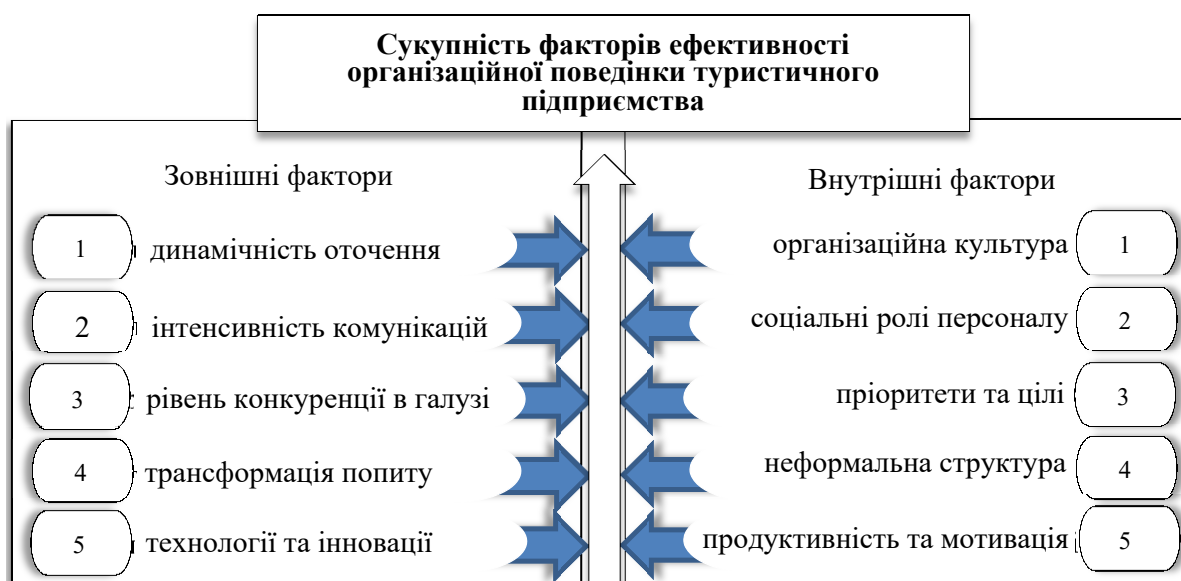 Сукупність факторів ефективності
організаційної поведінки туристичного
підприємства
Зовнішні фактори
1 динамічність оточення
2 інтенсивність комунікацій
3 рівень конкуренції в галузі
4 трансформація попиту
5 технології та інновації
Внутрішні фактори
організаційна культура 1
соціальні ролі персоналу 2
пріоритети та цілі 3
неформальна структура 4
продуктивність та мотивація 5